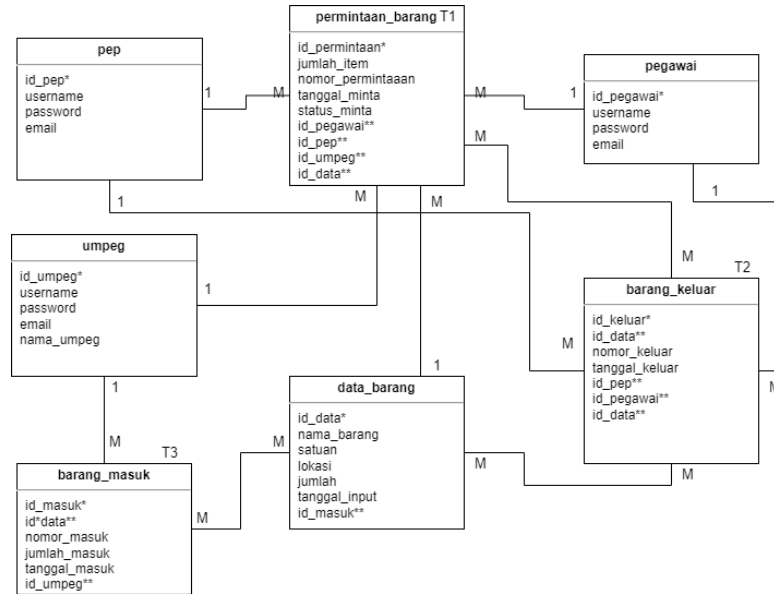 permintaan_barang T1
id_permintaan*
jumlah_item
nomor_permintaaan
tanggal_minta
status_minta
id_pegawai**
id_pep**
id_umpeg**
id_data**
pep
id_pep*
username
password
email
pegawai
id_pegawai*
username
password
email
1
M
M
1
M
1
M
M
1
umpeg
id_umpeg*
username
password
email
nama_umpeg
1
1
M
M
T2
barang_keluar
id_keluar*
id_data**
nomor_keluar
tanggal_keluar
id_pep**
id_pegawai**
id_data**
M
M
1
data_barang
id_data*
nama_barang
satuan
lokasi
jumlah
tanggal_input
id_masuk**
M
M
M
M
T3
barang_masuk
id_masuk*
id*data**
nomor_masuk
jumlah_masuk
tanggal_masuk
id_umpeg**
M